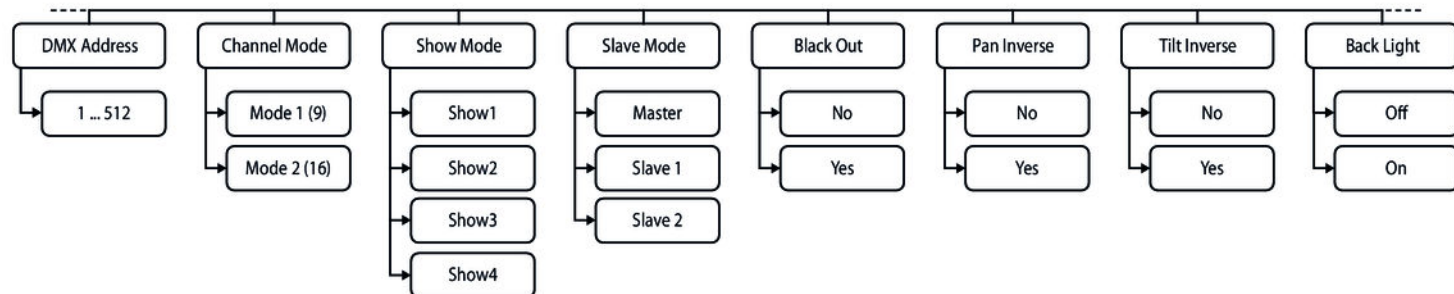 DMX Address
1 ... 512
Channel Mode
Mode 1 (9)
Mode 2 (16)
Show Mode
Show1
Show2
Show3
Show4
Slave Mode
Master
Slave 1
Slave 2
Black Out
No
Yes
Pan Inverse
No
Yes
Tilt Inverse
No
Yes
Back Light
Off
On